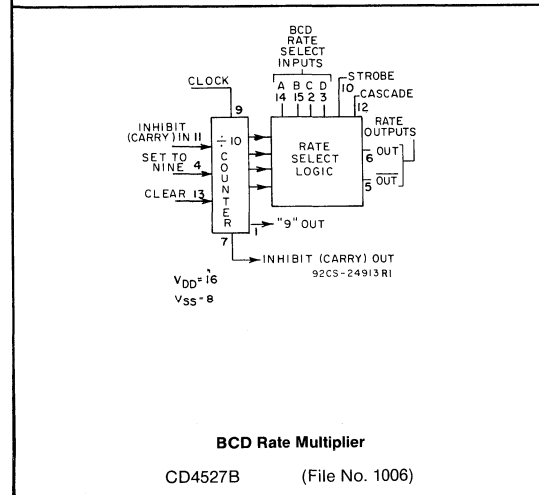 BCD
RATE
SELECT
INPUTS
A B C D
14 15 2 3
STROBE
10
CASCADE
12
CLOCK
9
INHIBIT
(CARRY) IN 11
SET TO
NINE 4
CLEAR 13
÷ 10
COUNTER
RATE
SELECT
LOGIC
RATE
OUTPUTS
6 OUT
5 OUT
1 "9" OUT
7
INHIBIT (CARRY) OUT
92CS-24913 R1
VDD=16
VSS=8
BCD Rate Multiplier
CD4527B (File No. 1006)